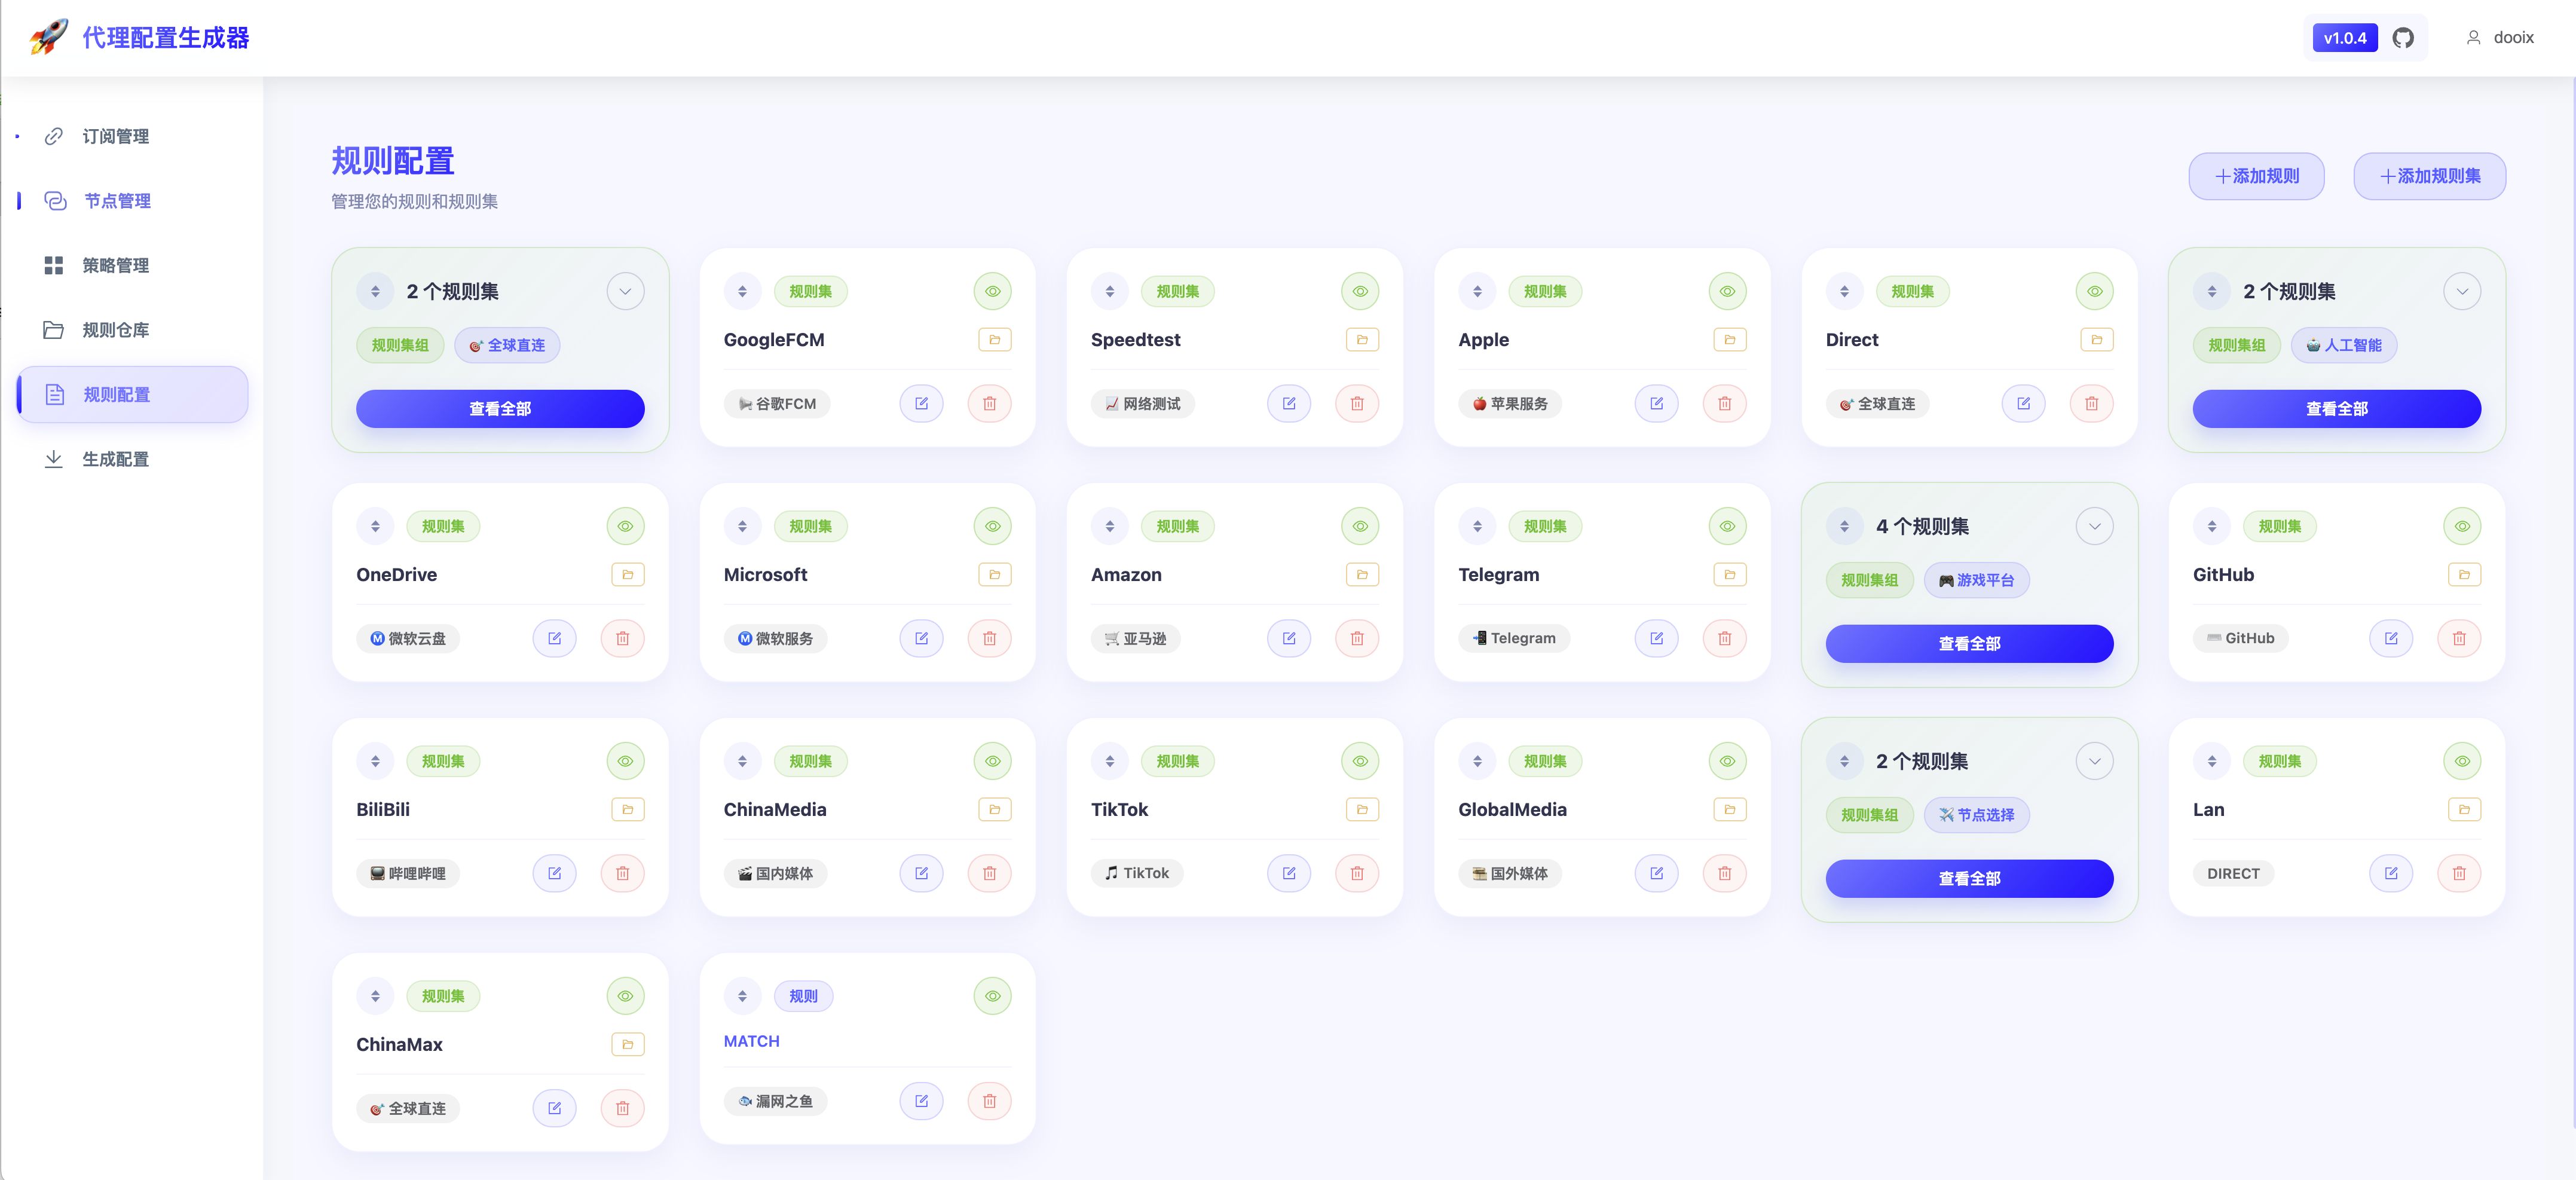 代理配置生成器
v1.0.4
dooix
订阅管理
节点管理
策略管理
规则仓库
规则配置
生成配置
规则配置
管理您的规则和规则集
添加规则
添加规则集
2 个规则集
规则集组
全球直连
查看全部
规则集
GoogleFCM
谷歌FCM
规则集
Speedtest
网络测试
规则集
Apple
苹果服务
规则集
Direct
全球直连
2 个规则集
规则集组
人工智能
查看全部
规则集
OneDrive
微软云盘
规则集
Microsoft
微软服务
规则集
Amazon
亚马逊
规则集
Telegram
Telegram
4 个规则集
规则集组
游戏平台
查看全部
规则集
GitHub
GitHub
规则集
BiliBili
哔哩哔哩
规则集
ChinaMedia
国内媒体
规则集
TikTok
TikTok
规则集
GlobalMedia
国外媒体
2 个规则集
规则集组
节点选择
查看全部
规则集
Lan
DIRECT
规则集
ChinaMax
全球直连
规则
MATCH
漏网之鱼